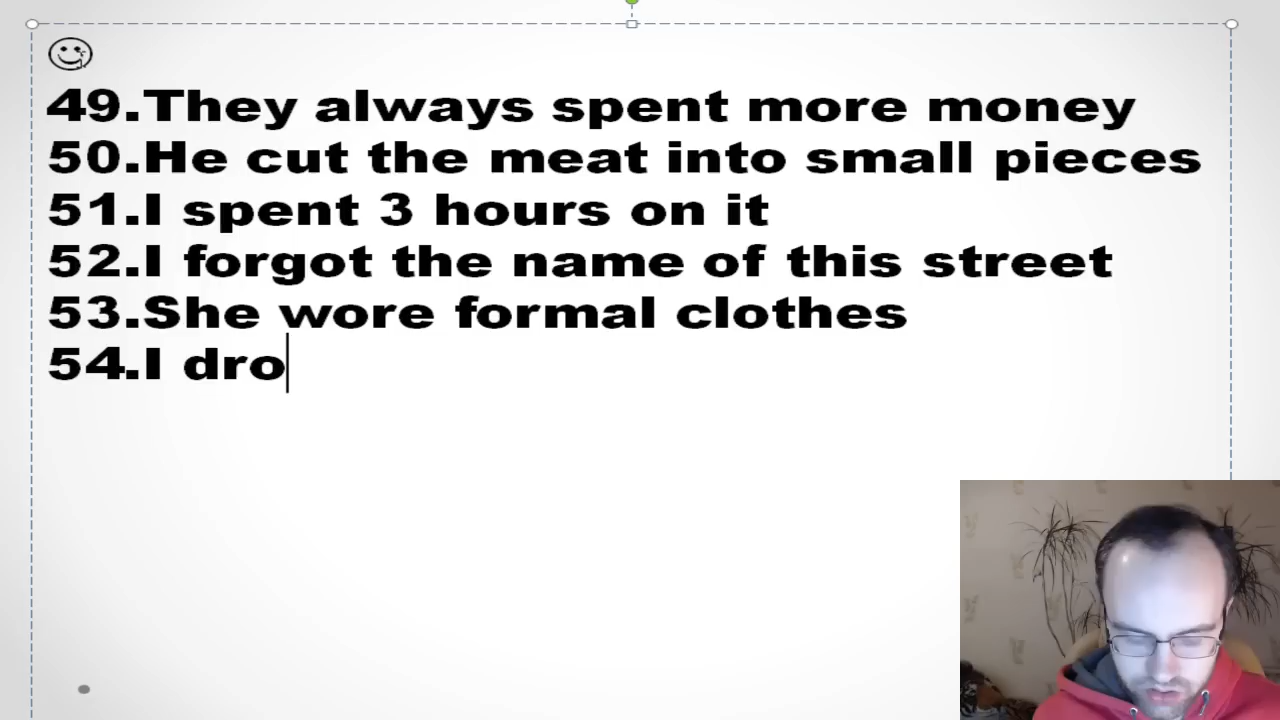 49.They always spent more money
50.He cut the meat into small pieces
51.I spent 3 hours on it
52.I forgot the name of this street
53.She wore formal clothes
54.I dro